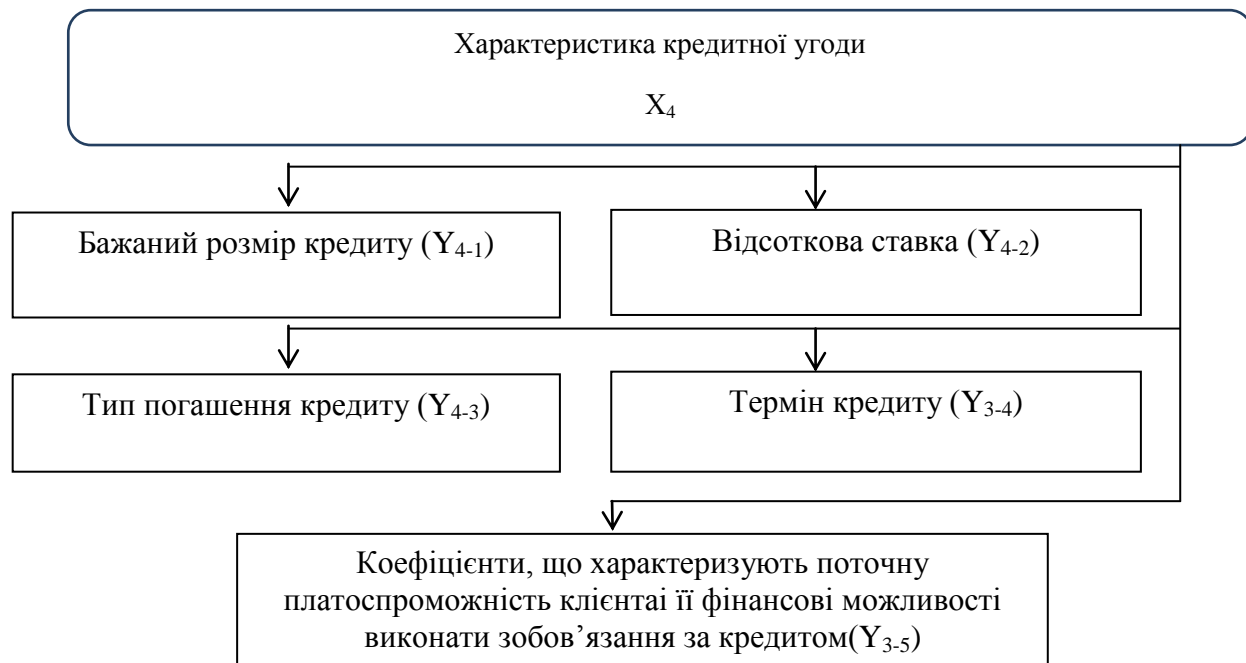 Характеристика кредитної угоди
X₄
Бажаний розмір кредиту (Y₄₋₁)
Відсоткова ставка (Y₄₋₂)
Тип погашення кредиту (Y₄₋₃)
Термін кредиту (Y₃₋₄)
Коефіцієнти, що характеризують поточну
платоспроможність клієнтаі її фінансові можливості
виконати зобов’язання за кредитом(Y₃₋₅)